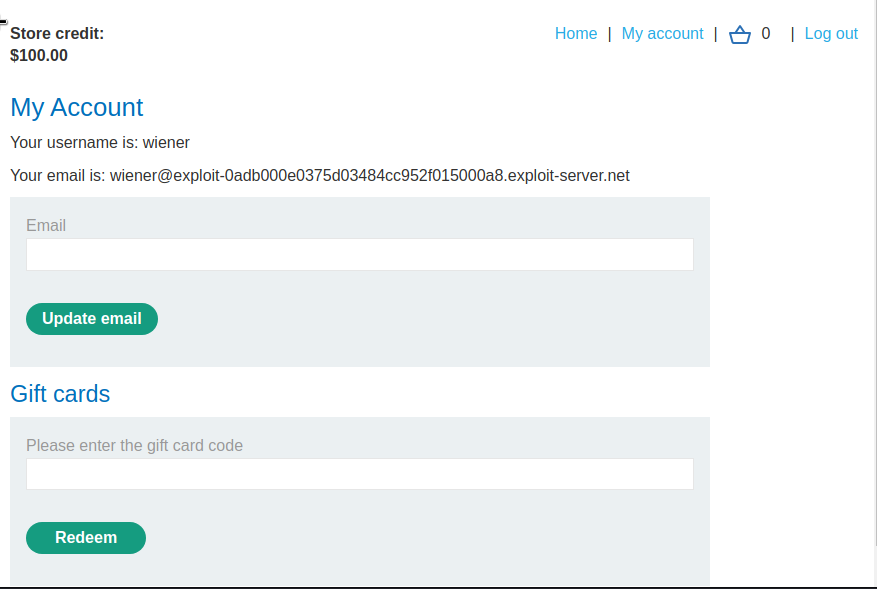 Store credit:
$100.00
Home | My account | 0 | Log out
My Account
Your username is: wiener
Your email is: wiener@exploit-0adb000e0375d03484cc952f015000a8.exploit-server.net
Email
Update email
Gift cards
Please enter the gift card code
Redeem